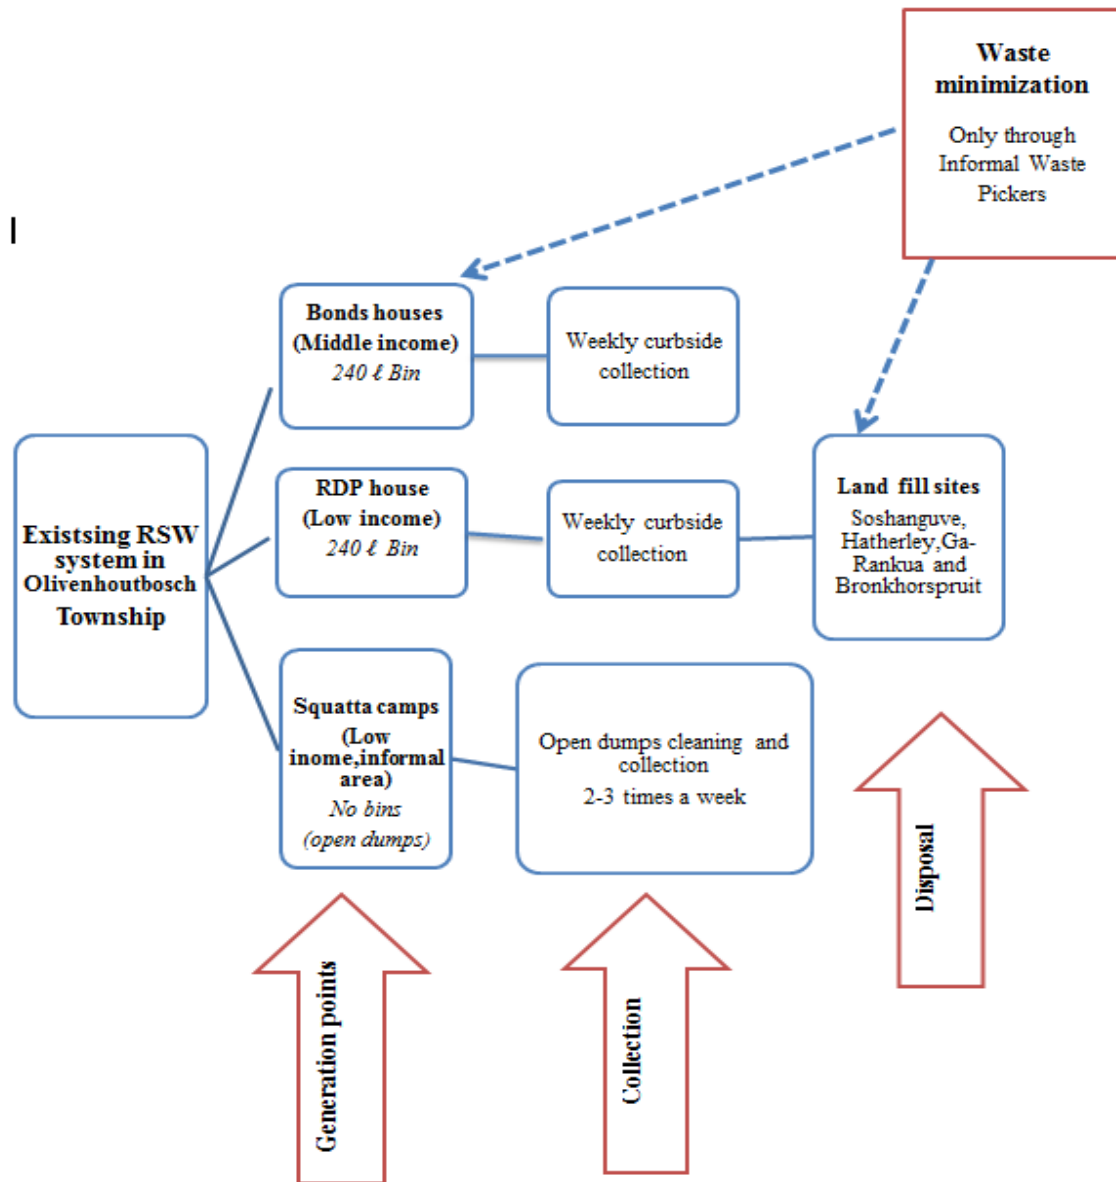 Waste
minimization
Only through
Informal Waste
Pickers
I
Bonds houses
(Middle income)
240 ℓ Bin
Weekly curbside
collection
Existsing RSW
system in
Olivenhoutbosch
Township
RDP house
(Low income)
240 ℓ Bin
Weekly curbside
collection
Land fill sites
Soshanguve,
Hatherley,Ga-
Rankua and
Bronkhorspruit
Squatta camps
(Low
inome,informal
area)
No bins
(open dumps)
Open dumps cleaning and
collection
2-3 times a week
Generation points
Collection
Disposal